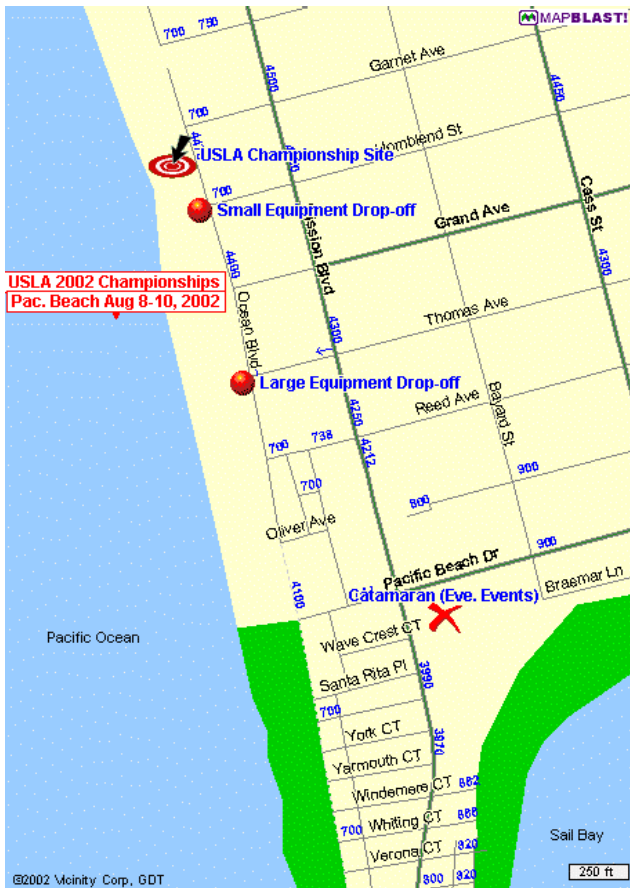 MAPBLAST!
700
750
Garnet Ave
4500
4450
700
Homblend St
USLA Championship Site
700
Small Equipment Drop-off
Mission Blvd
Grand Ave
Cass St
4400
4300
USLA 2002 Championships
Pac. Beach Aug 8-10, 2002
Ocean Blvd
Thomas Ave
4300
Large Equipment Drop-off
Reed Ave
Bayard St
4250
4212
700
738
700
900
800
Oliver Ave
900
Pacific Beach Dr
4100
Catamaran (Eve. Events)
Braemar Ln
Pacific Ocean
Wave Crest CT
Santa Rita Pl
3990
700
York CT
3970
Yarmouth CT
Windemere CT
882
Whiting CT
888
700
Verona CT
820
800
820
Sail Bay
©2002 Vicinity Corp, GDT
250 ft